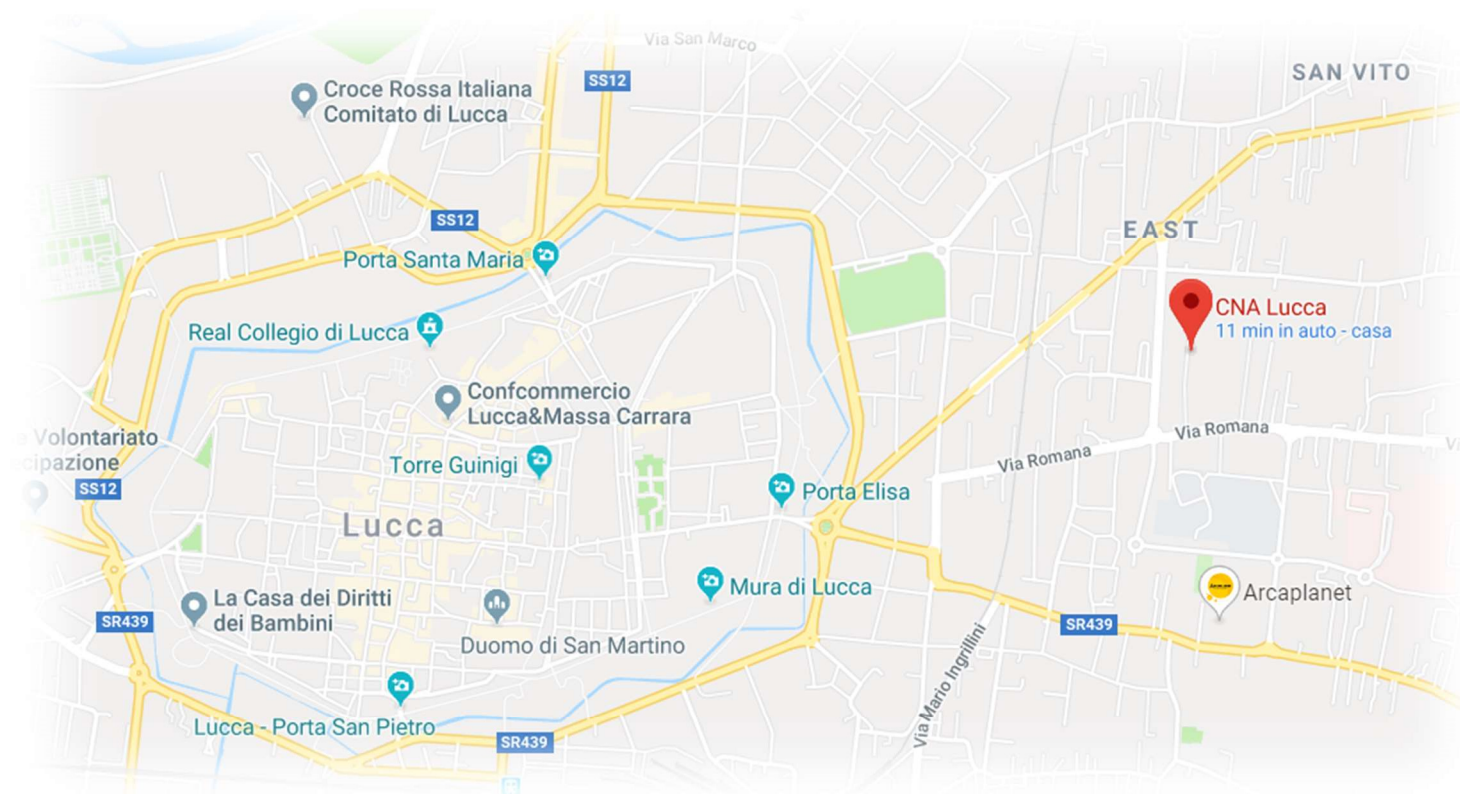 Via San Marco
SS12
SAN VITO
Croce Rossa Italiana
Comitato di Lucca
SS12
EAST
Porta Santa Maria
CNA Lucca
11 min in auto - casa
Real Collegio di Lucca
Confcommercio
Lucca&Massa Carrara
Via Romana
Via Romana
Volontariato
Torre Guinigi
SS12
Porta Elisa
Lucca
Mura di Lucca
Arcaplanet
La Casa dei Diritti
dei Bambini
SR439
SR439
Duomo di San Martino
Via Mario Ingrillini
Lucca - Porta San Pietro
SR439